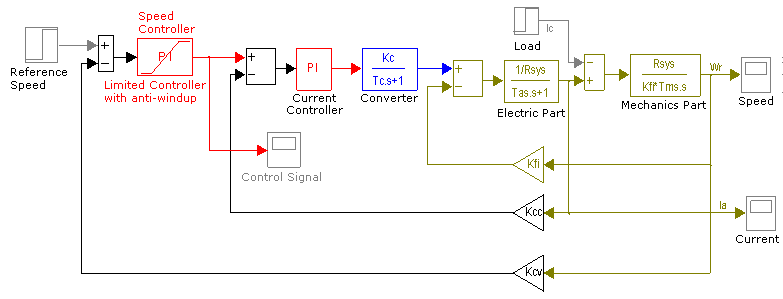 Speed
Controller
Reference
Speed
+
−
PI
Limited Controller
with anti-windup
+
−
PI
Current
Controller
Kc
Tc.s+1
Converter
+
−
1/Rsys
Tas.s+1
Electric Part
Load
Ic
−
+
Rsys
Kfi*Tms.s
Mechanics Part
Wr
Speed
Control Signal
Kfi
Kcc
Ia
Current
Kcv